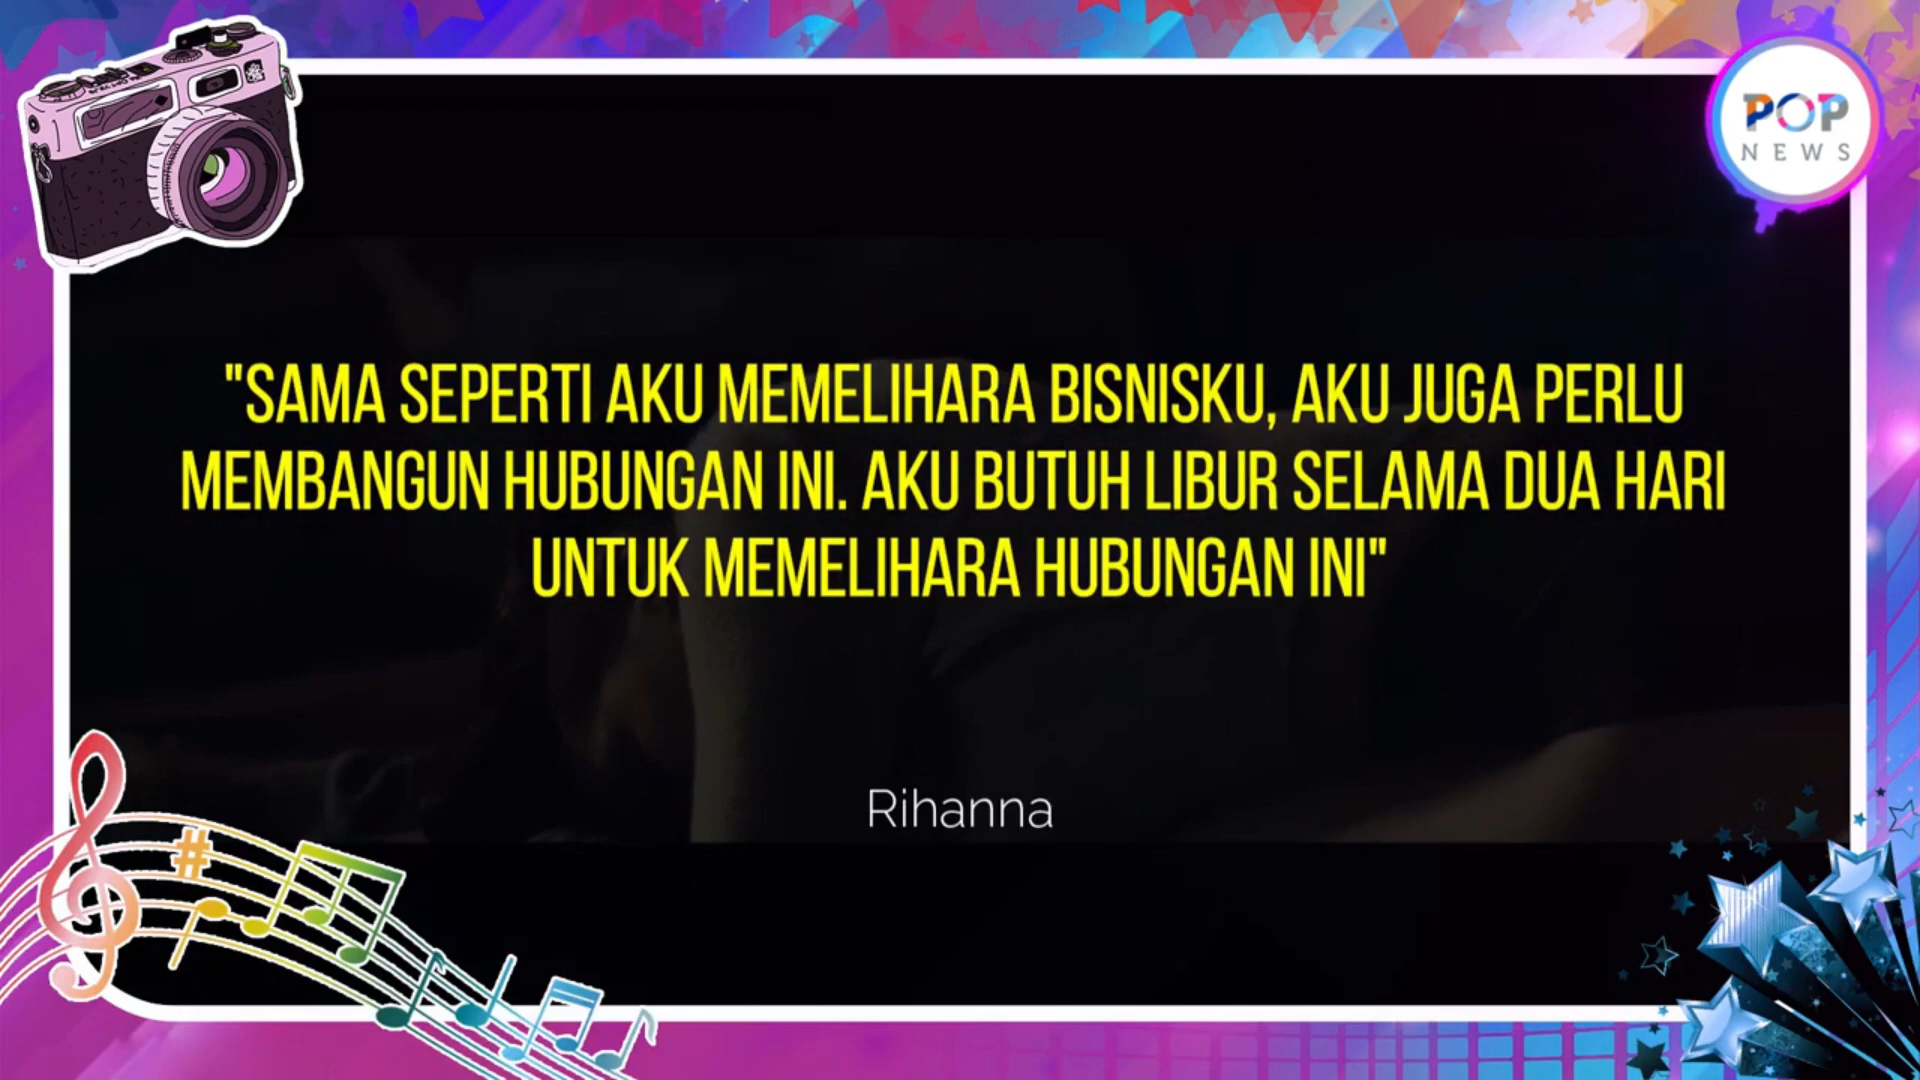 POP
NEWS
"SAMA SEPERTI AKU MEMELIHARA BISNISKU, AKU JUGA PERLU
MEMBANGUN HUBUNGAN INI. AKU BUTUH LIBUR SELAMA DUA HARI
UNTUK MEMELIHARA HUBUNGAN INI"
Rihanna